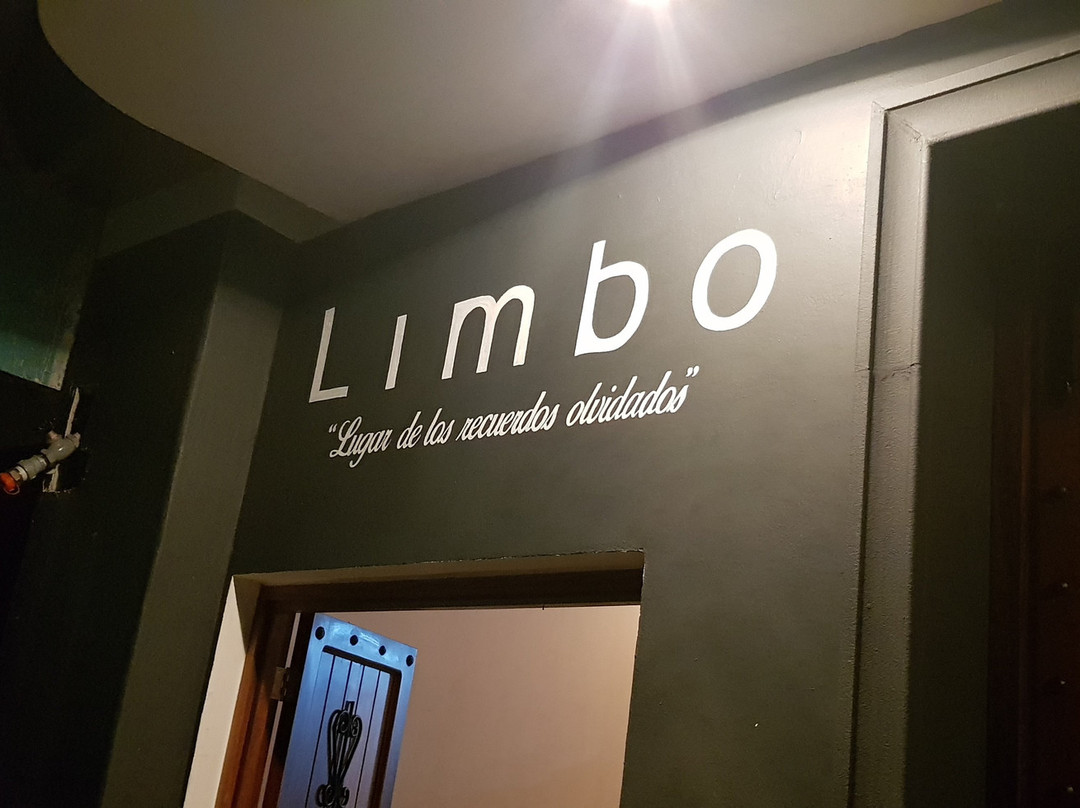 Limbo
“Lugar de los recuerdos olvidados”